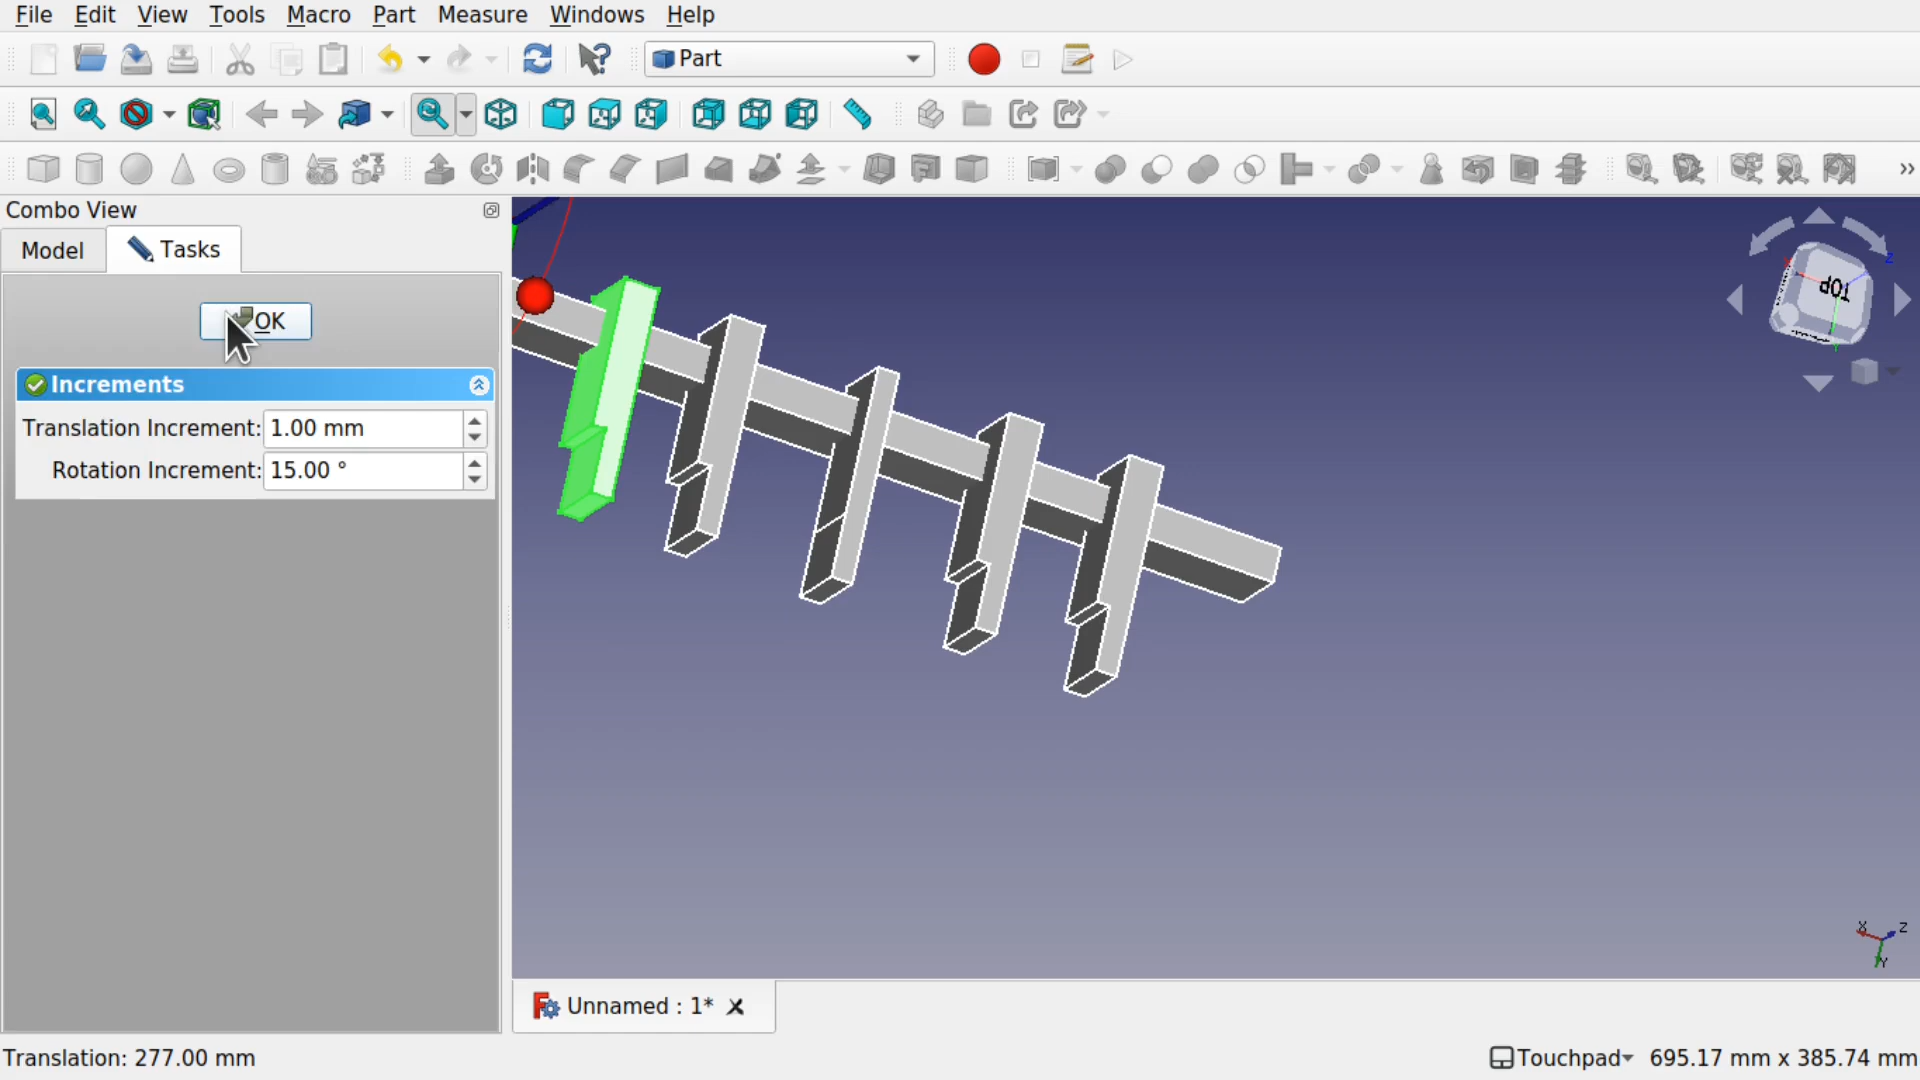 File Edit View Tools Macro Part Measure Windows Help
Part
Combo View
Model Tasks
OK
Increments
Translation Increment: 1.00 mm
Rotation Increment: 15.00 °
TOP
Z
X
Y
X Z
Y
Unnamed : 1*
Translation: 277.00 mm
Touchpad 695.17 mm x 385.74 mm